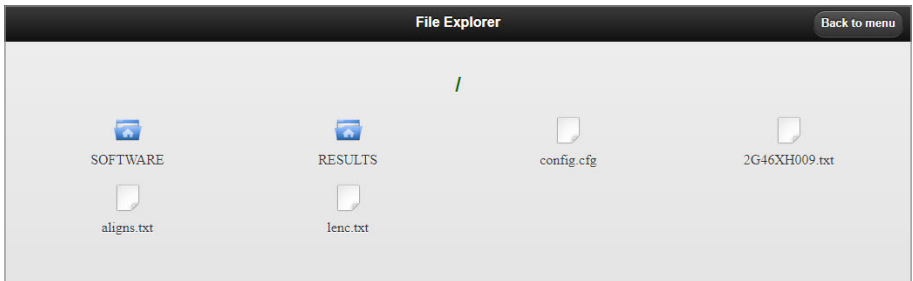 File Explorer Back to menu
/
SOFTWARE RESULTS config.cfg 2G46XH009.txt
aligns.txt lenc.txt